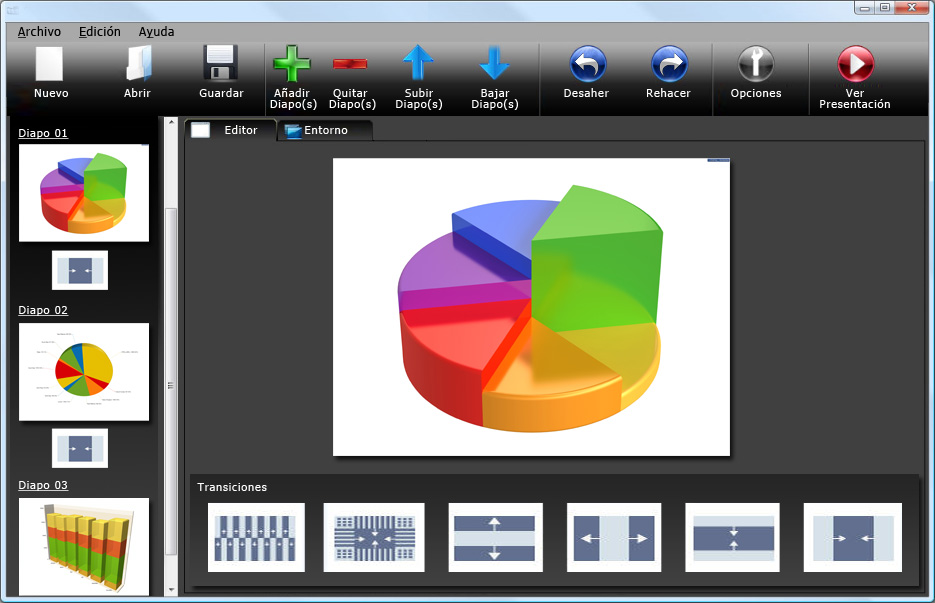 Archivo Edición Ayuda
Nuevo Abrir Guardar Añadir Diapo(s) Quitar Diapo(s) Subir Diapo(s) Bajar Diapo(s) Desaher Rehacer Opciones Ver Presentación
Editor Entorno
Diapo 01
Diapo 02
Diapo 03
Transiciones